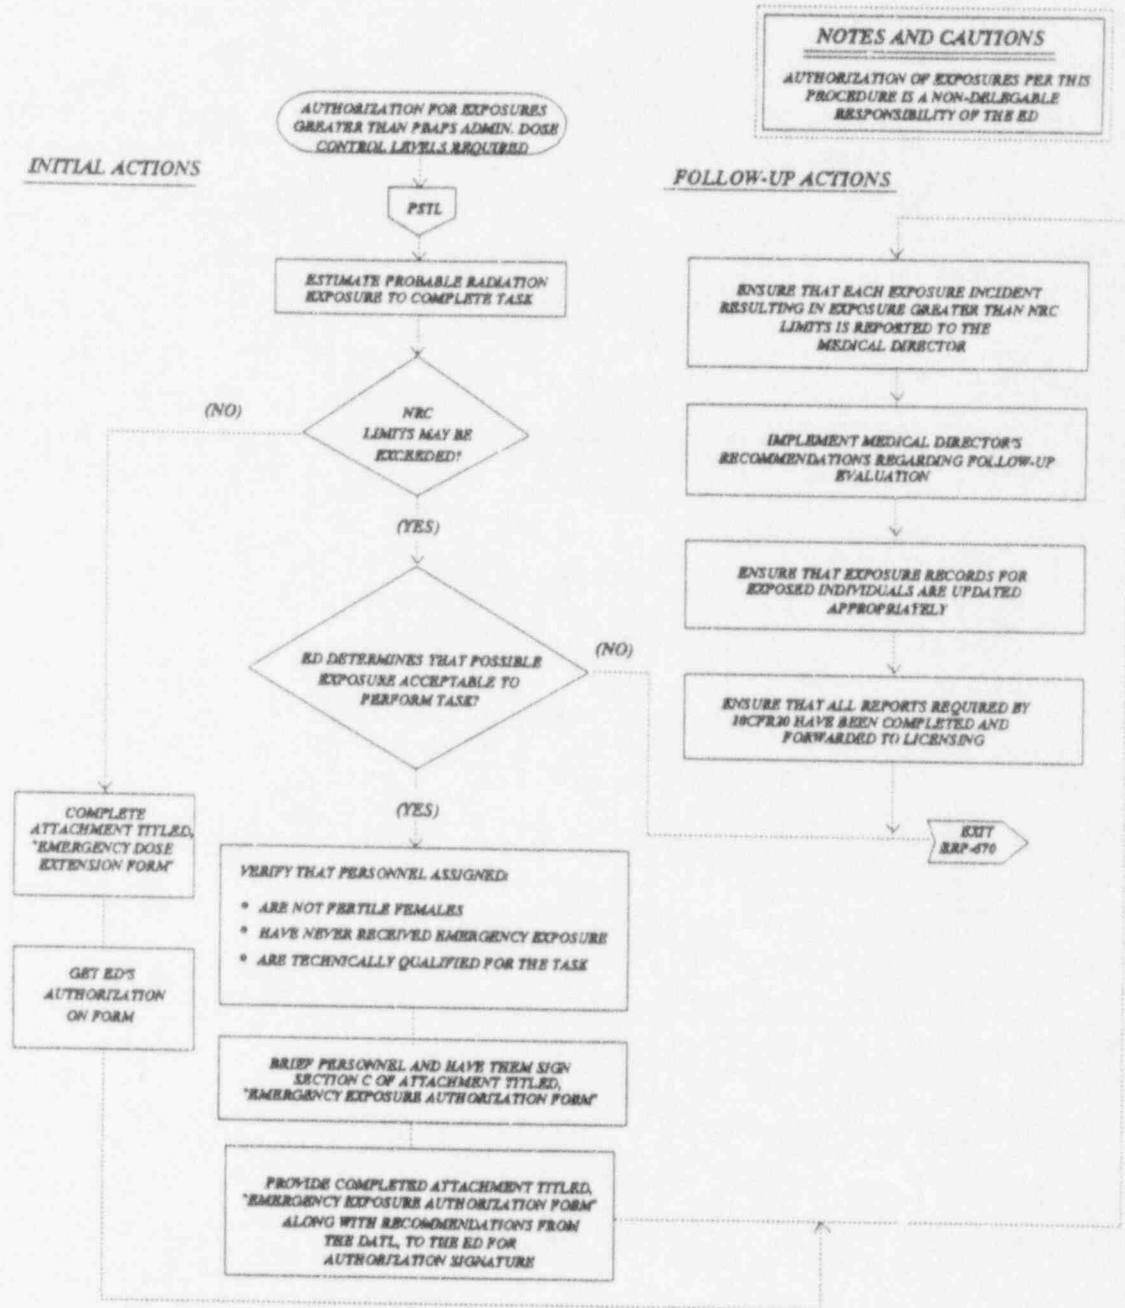 NOTES AND CAUTIONS
AUTHORIZATION OF EXPOSURES PER THIS
PROCEDURE IS A NON-DELEGABLE
RESPONSIBILITY OF THE ED
AUTHORIZATION FOR EXPOSURES
GREATER THAN PBAPS ADMIN. DOSE
CONTROL LEVELS REQUIRED
INITIAL ACTIONS
PSTL
ESTIMATE PROBABLE RADIATION
EXPOSURE TO COMPLETE TASK
(NO)
NRC
LIMITS MAY BE
EXCEEDED?
(YES)
ED DETERMINES THAT POSSIBLE
EXPOSURE ACCEPTABLE TO
PERFORM TASK?
(NO)
(YES)
COMPLETE
ATTACHMENT TITLED,
"EMERGENCY DOSE
EXTENSION FORM"
GET ED'S
AUTHORIZATION
ON FORM
VERIFY THAT PERSONNEL ASSIGNED:
* ARE NOT FERTILE FEMALES
* HAVE NEVER RECEIVED EMERGENCY EXPOSURE
* ARE TECHNICALLY QUALIFIED FOR THE TASK
BRIEF PERSONNEL AND HAVE THEM SIGN
SECTION C OF ATTACHMENT TITLED,
"EMERGENCY EXPOSURE AUTHORIZATION FORM"
PROVIDE COMPLETED ATTACHMENT TITLED,
"EMERGENCY EXPOSURE AUTHORIZATION FORM"
ALONG WITH RECOMMENDATIONS FROM
THE DATL, TO THE ED FOR
AUTHORIZATION SIGNATURE
FOLLOW-UP ACTIONS
ENSURE THAT EACH EXPOSURE INCIDENT
RESULTING IN EXPOSURE GREATER THAN NRC
LIMITS IS REPORTED TO THE
MEDICAL DIRECTOR
IMPLEMENT MEDICAL DIRECTOR'S
RECOMMENDATIONS REGARDING FOLLOW-UP
EVALUATION
ENSURE THAT EXPOSURE RECORDS FOR
EXPOSED INDIVIDUALS ARE UPDATED
APPROPRIATELY
ENSURE THAT ALL REPORTS REQUIRED BY
10CFR20 HAVE BEEN COMPLETED AND
FORWARDED TO LICENSING
EXIT
ERP-670